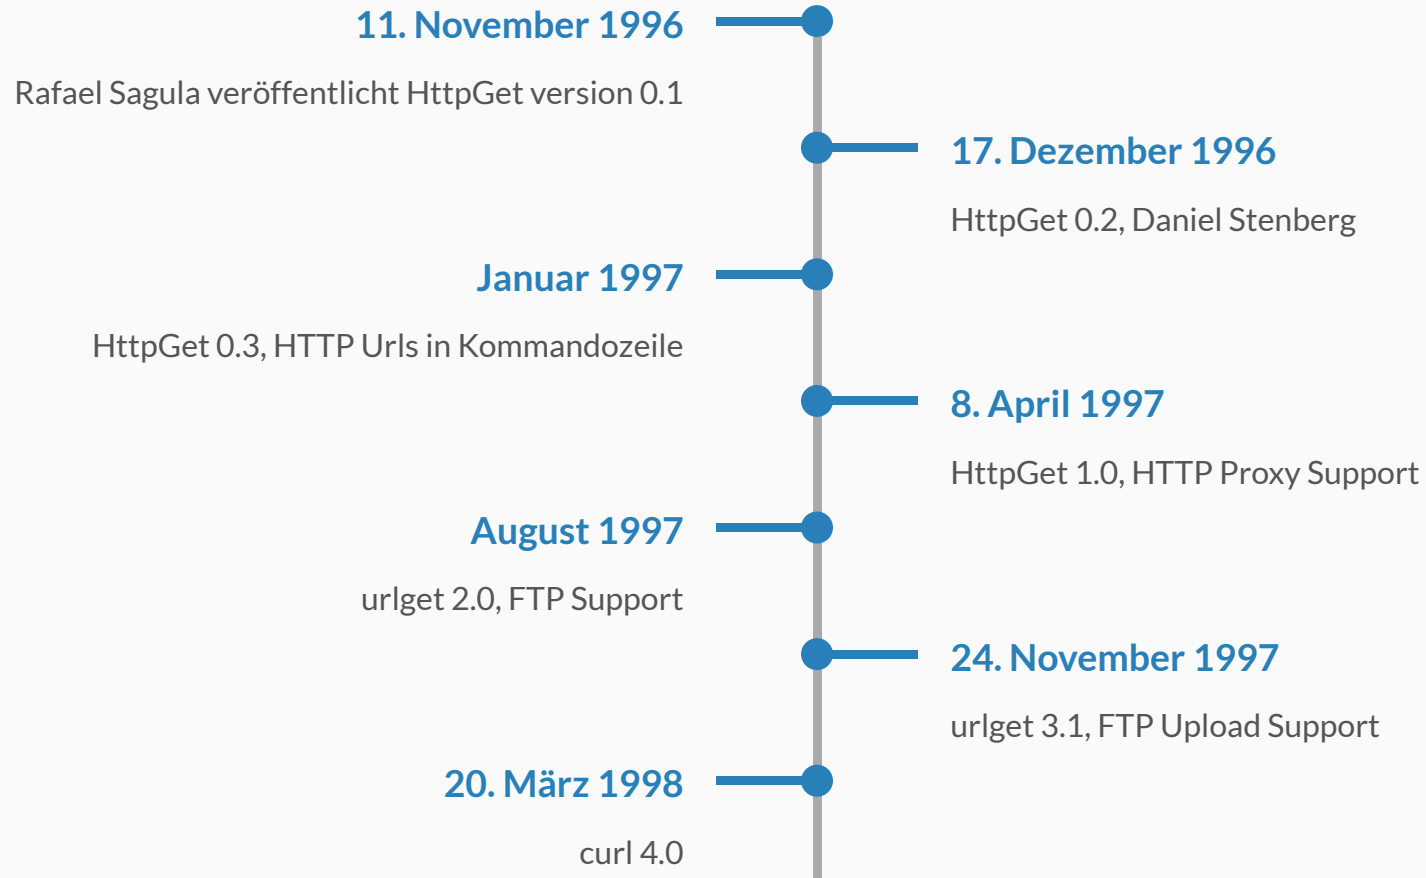 11. November 1996
Rafael Sagula veröffentlicht HttpGet version 0.1
17. Dezember 1996
HttpGet 0.2, Daniel Stenberg
Januar 1997
HttpGet 0.3, HTTP Urls in Kommandozeile
8. April 1997
HttpGet 1.0, HTTP Proxy Support
August 1997
urlget 2.0, FTP Support
24. November 1997
urlget 3.1, FTP Upload Support
20. März 1998
curl 4.0